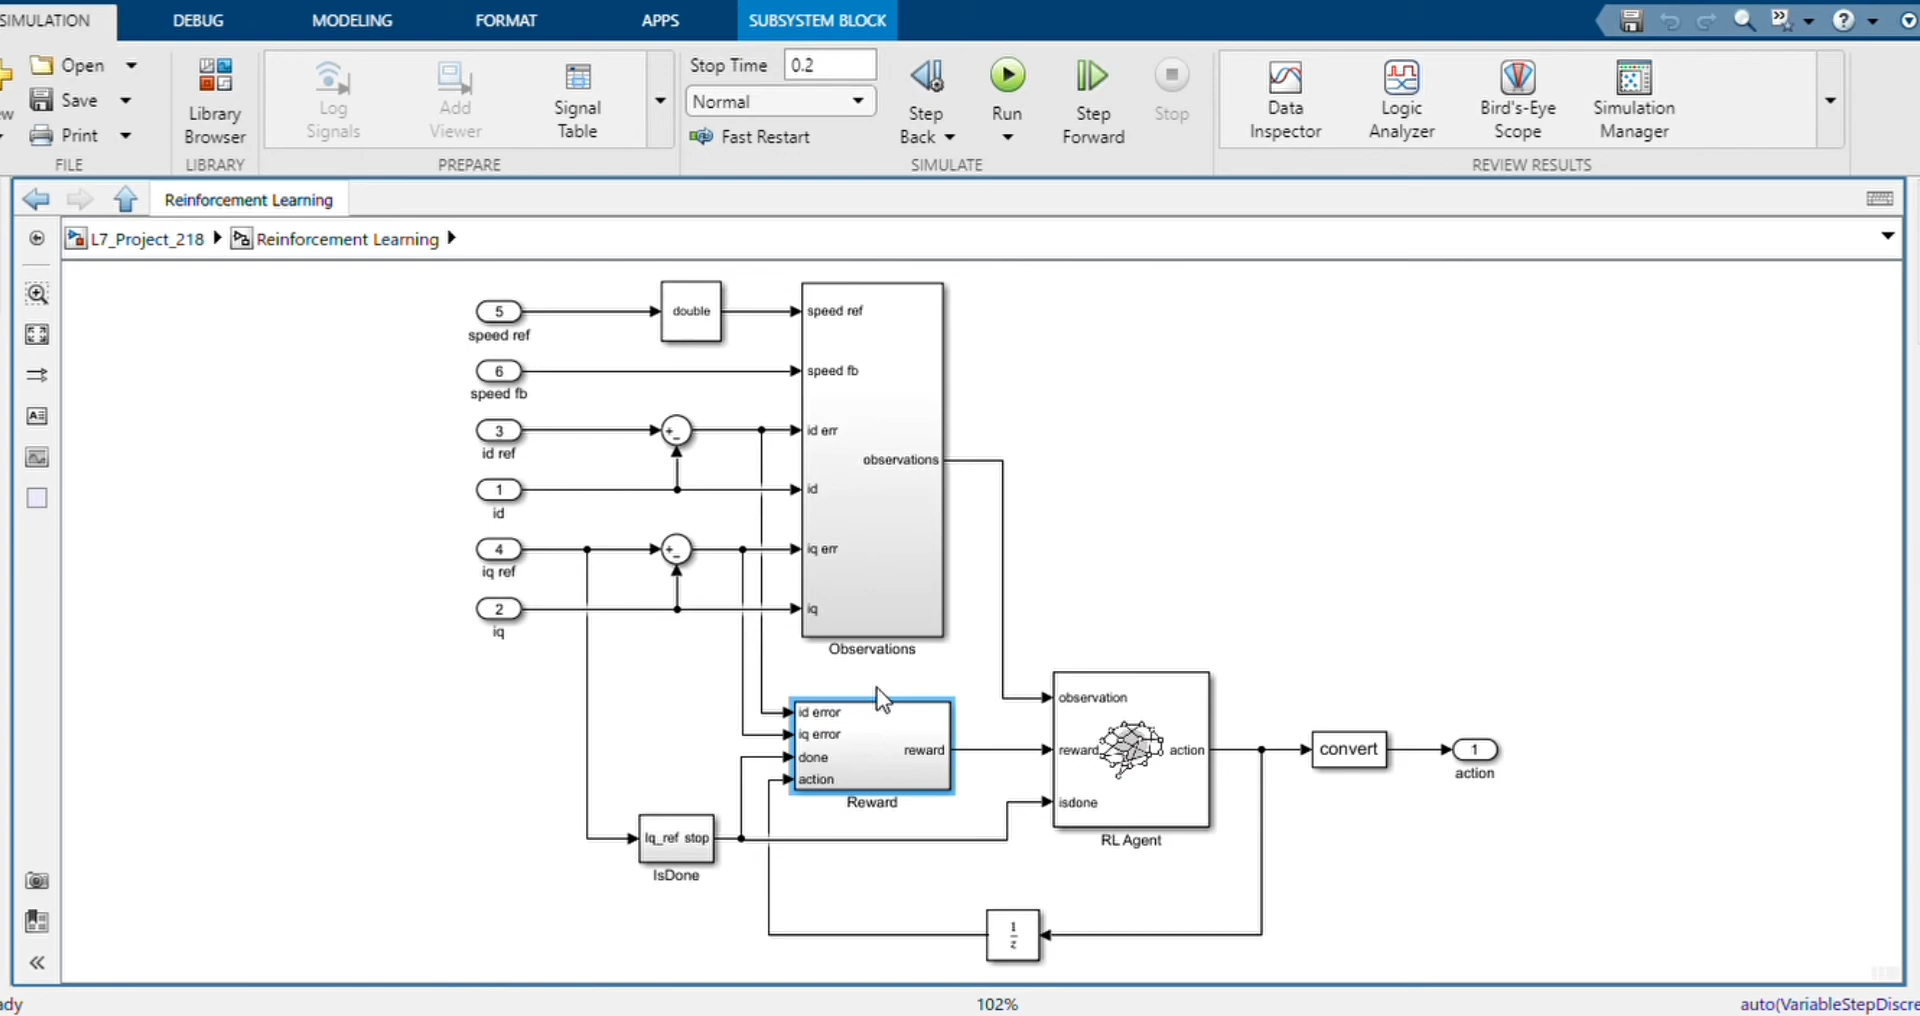 SIMULATION
DEBUG
MODELING
FORMAT
APPS
SUBSYSTEM BLOCK
Open
Save
Print
FILE
Library
Browser
LIBRARY
Log
Signals
Add
Viewer
Signal
Table
PREPARE
Stop Time 0.2
Normal
Fast Restart
Step
Back
Run
Step
Forward
Stop
SIMULATE
Data
Inspector
Logic
Analyzer
Bird's-Eye
Scope
Simulation
Manager
REVIEW RESULTS
Reinforcement Learning
L7_Project_218 Reinforcement Learning
5
speed ref
double
speed ref
6
speed fb
speed fb
3
id ref
+
-
id err
observations
1
id
id
4
iq ref
+
-
iq err
2
iq
iq
Observations
id error
iq error
done
action
reward
Reward
observation
reward
action
isdone
RL Agent
convert
1
action
Iq_ref stop
IsDone
1
z
ady
102%
auto(VariableStepDiscre